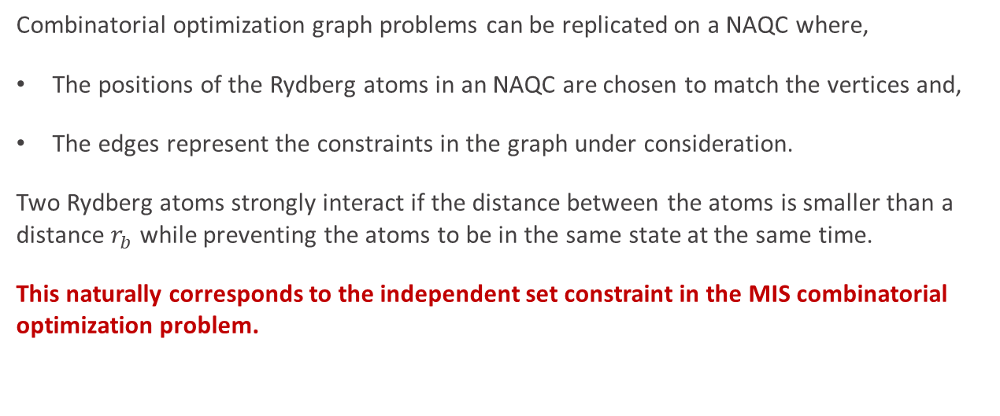 Combinatorial optimization graph problems can be replicated on a NAQC where,
• The positions of the Rydberg atoms in an NAQC are chosen to match the vertices and,
• The edges represent the constraints in the graph under consideration.
Two Rydberg atoms strongly interact if the distance between the atoms is smaller than a
distance r_b while preventing the atoms to be in the same state at the same time.
This naturally corresponds to the independent set constraint in the MIS combinatorial
optimization problem.